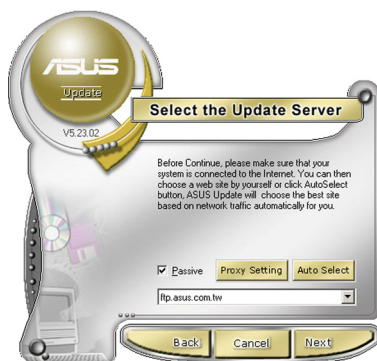 ASUS
Update
V5.23.02
Select the Update Server
Before Continue, please make sure that your
system is connected to the Internet. You can then
choose a web site by yourself or click AutoSelect
button, ASUS Update will choose the best site
based on network traffic automatically for you.
Passive
Proxy Setting
Auto Select
ftp.asus.com.tw
Back
Cancel
Next